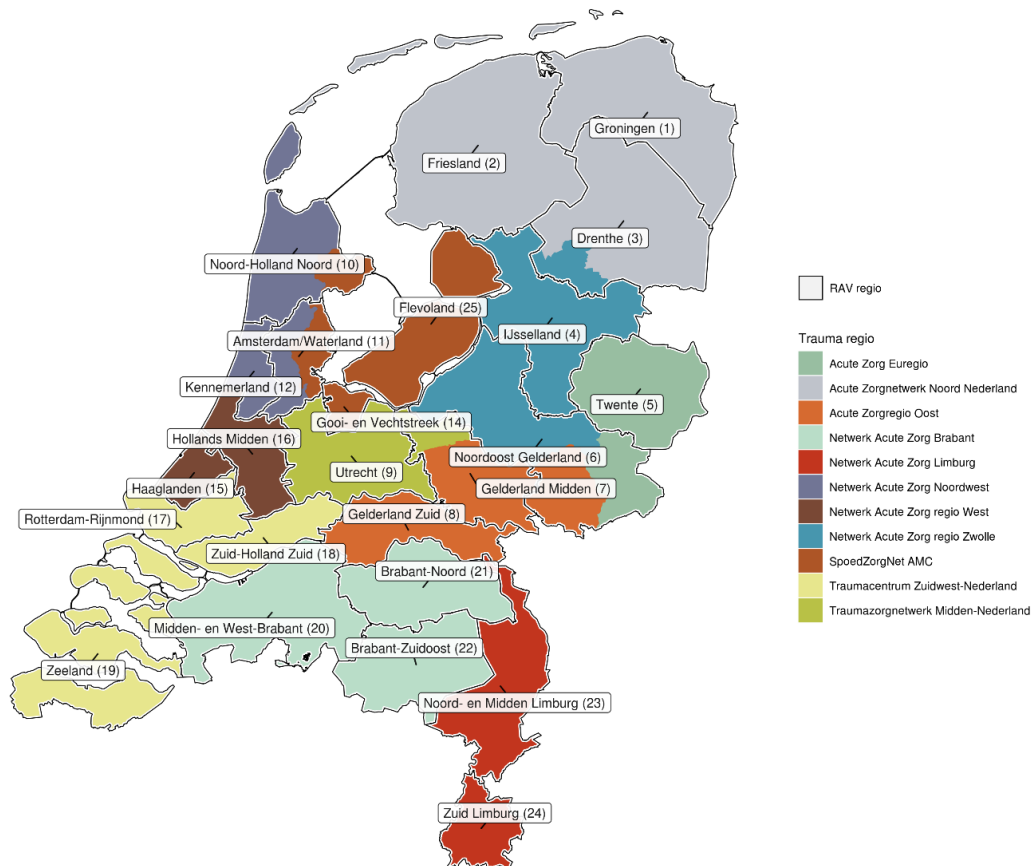 Groningen (1)
Friesland (2)
Drenthe (3)
Noord-Holland Noord (10)
Flevoland (25)
IJsselland (4)
Amsterdam/Waterland (11)
Kennemerland (12)
Twente (5)
Gooi- en Vechtstreek (14)
Hollands Midden (16)
Noordoost Gelderland (6)
Utrecht (9)
Haaglanden (15)
Gelderland Midden (7)
Gelderland Zuid (8)
Rotterdam-Rijnmond (17)
Zuid-Holland Zuid (18)
Brabant-Noord (21)
Midden- en West-Brabant (20)
Brabant-Zuidoost (22)
Zeeland (19)
Noord- en Midden Limburg (23)
Zuid Limburg (24)
RAV regio
Trauma regio
Acute Zorg Euregio
Acute Zorgnetwerk Noord Nederland
Acute Zorgregio Oost
Netwerk Acute Zorg Brabant
Netwerk Acute Zorg Limburg
Netwerk Acute Zorg Noordwest
Netwerk Acute Zorg regio West
Netwerk Acute Zorg regio Zwolle
SpoedZorgNet AMC
Traumacentrum Zuidwest-Nederland
Traumazorgnetwerk Midden-Nederland